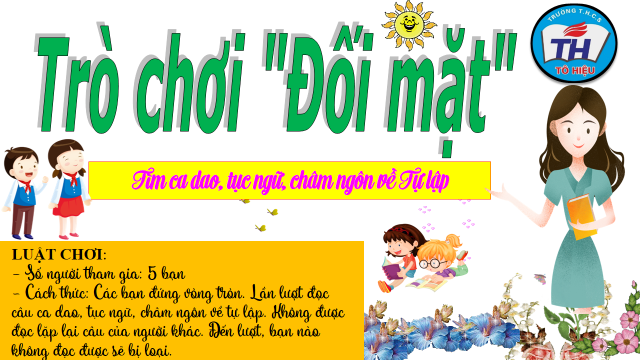 TRƯỜNG T.H.C.S
TH
TÔ HIỆU
Trò chơi "Đối mặt"
Tìm ca dao, tục ngữ, châm ngôn về Tự lập
LUẬT CHƠI:
- Số người tham gia: 5 bạn
- Cách thức: Các bạn đứng vòng tròn. Lần lượt đọc
câu ca dao, tục ngữ, châm ngôn về tự lập. Không được
đọc lặp lại câu của người khác. Đến lượt, bạn nào
không đọc được sẽ bị loại.